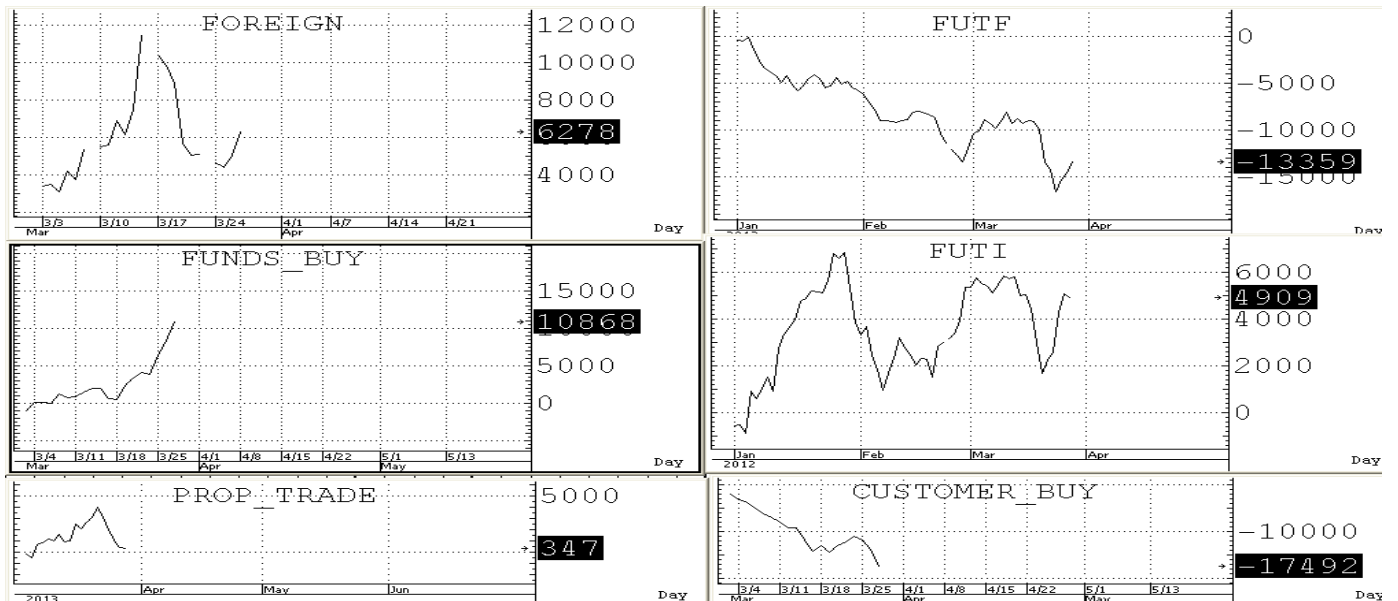 FOREIGN
12000
10000
8000
6278
4000
3/3 3/10 3/17 3/24 4/1 4/7 4/14 4/21
Mar Apr
Day
FUTF
0
-5000
-10000
-13359
-15000
Jan Feb Mar Apr
Day
FUNDS_BUY
15000
10868
5000
0
3/4 3/11 3/18 3/25 4/1 4/8 4/15 4/22 5/1 5/13
Mar Apr May
Day
FUTI
6000
4909
4000
2000
0
Jan Feb Mar Apr
2012
Day
PROP_TRADE
5000
347
Apr May Jun
2013
Day
CUSTOMER_BUY
-10000
-17492
3/4 3/11 3/18 3/25 4/1 4/8 4/15 4/22 5/1 5/13
Mar Apr May
Day